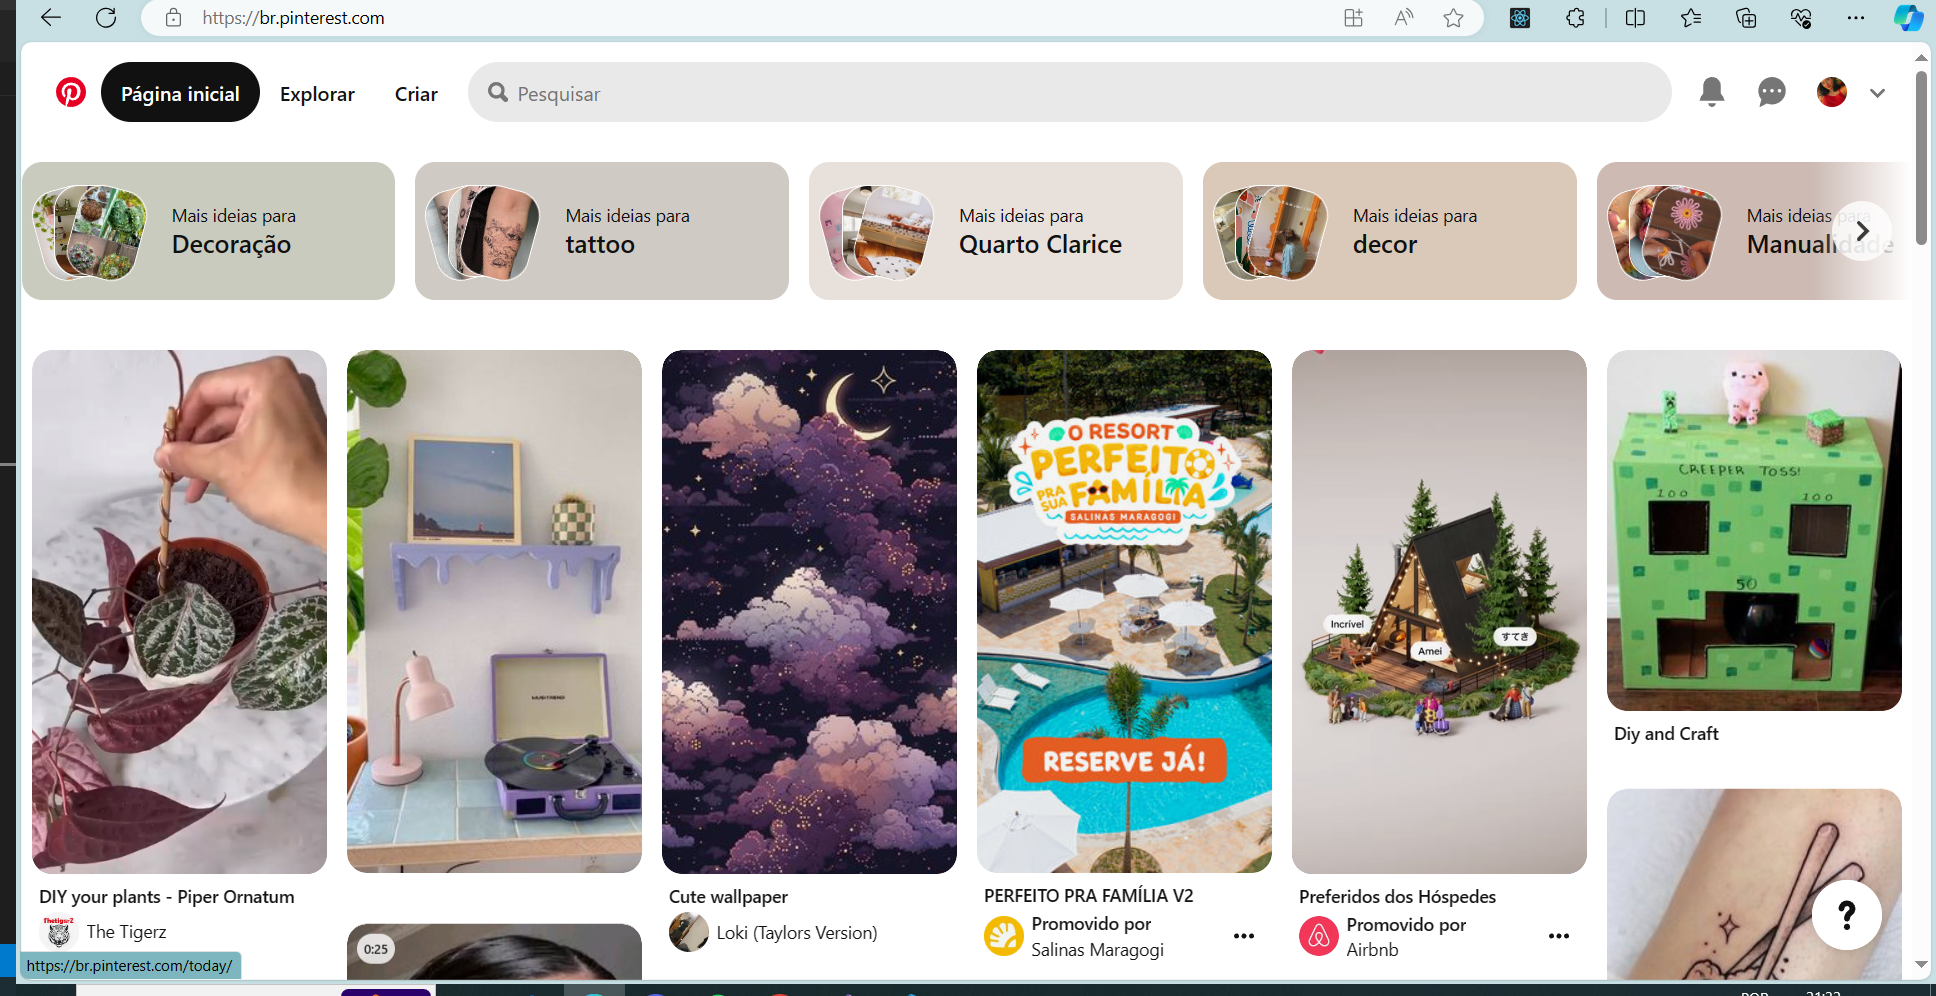 https://br.pinterest.com
Página inicial
Explorar
Criar
Pesquisar
Mais ideias para
Decoração
Mais ideias para
tattoo
Mais ideias para
Quarto Clarice
Mais ideias para
decor
Mais ideias para
Manualidade
O RESORT
PERFEITO
PRA SUA FAMÍLIA
SALINAS MARAGOGI
RESERVE JÁ!
Incrível
Amei
すてき
CREEPER TOSS!
100
100
50
MUSITREND
Diy and Craft
DIY your plants - Piper Ornatum
ThetigerZ
The Tigerz
Cute wallpaper
Loki (Taylors Version)
PERFEITO PRA FAMÍLIA V2
Promovido por
Salinas Maragogi
Preferidos dos Hóspedes
Promovido por
Airbnb
0:25
?
https://br.pinterest.com/today/